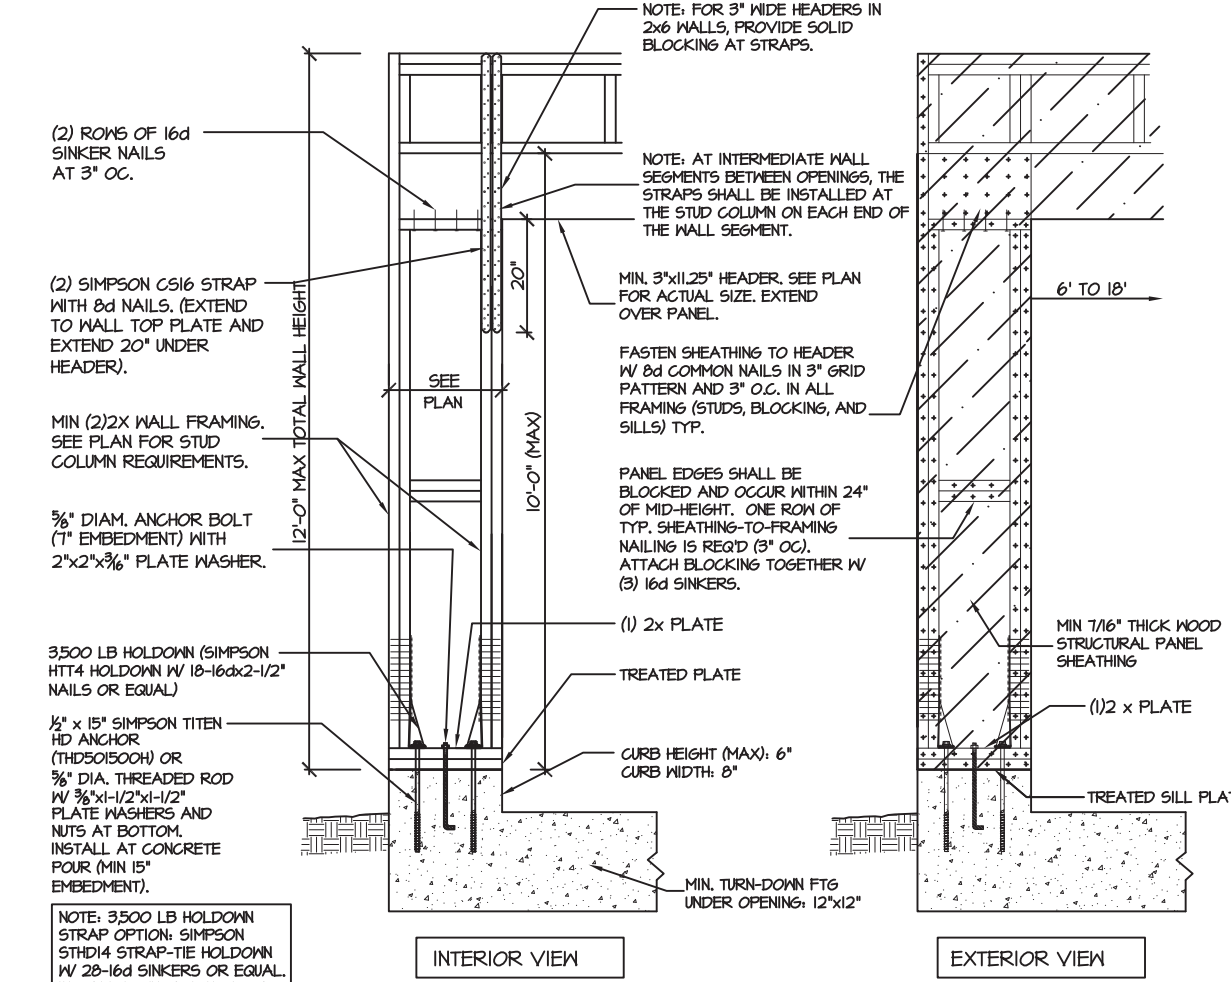 NOTE: FOR 3" WIDE HEADERS IN
2x6 WALLS, PROVIDE SOLID
BLOCKING AT STRAPS.
(2) ROWS OF 16d
SINKER NAILS
AT 3" OC.
NOTE: AT INTERMEDIATE WALL
SEGMENTS BETWEEN OPENINGS, THE
STRAPS SHALL BE INSTALLED AT
THE STUD COLUMN ON EACH END OF
THE WALL SEGMENT.
(2) SIMPSON CS16 STRAP
WITH 8d NAILS. (EXTEND
TO WALL TOP PLATE AND
EXTEND 20" UNDER
HEADER).
12'-0" MAX TOTAL WALL HEIGHT
20"
MIN. 3"x11.25" HEADER. SEE PLAN
FOR ACTUAL SIZE. EXTEND
OVER PANEL.
6' TO 18'
FASTEN SHEATHING TO HEADER
W/ 8d COMMON NAILS IN 3" GRID
PATTERN AND 3" O.C. IN ALL
FRAMING (STUDS, BLOCKING, AND
SILLS) TYP.
SEE
PLAN
MIN (2)2X WALL FRAMING.
SEE PLAN FOR STUD
COLUMN REQUIREMENTS.
10'-0" (MAX)
PANEL EDGES SHALL BE
BLOCKED AND OCCUR WITHIN 24"
OF MID-HEIGHT. ONE ROW OF
TYP. SHEATHING-TO-FRAMING
NAILING IS REQ'D (3" OC).
ATTACH BLOCKING TOGETHER W/
(3) 16d SINKERS.
5/8" DIAM. ANCHOR BOLT
(7" EMBEDMENT) WITH
2"x2"x3/16" PLATE WASHER.
(1) 2x PLATE
MIN 7/16" THICK WOOD
STRUCTURAL PANEL
SHEATHING
3,500 LB HOLDOWN (SIMPSON
HTT4 HOLDOWN W/ 18-16dx2-1/2"
NAILS OR EQUAL)
TREATED PLATE
(1)2 x PLATE
1/2" x 15" SIMPSON TITEN
HD ANCHOR
(THD501500H) OR
5/8" DIA. THREADED ROD
W/ 3/8"x1-1/2"x1-1/2"
PLATE WASHERS AND
NUTS AT BOTTOM.
INSTALL AT CONCRETE
POUR (MIN 15"
EMBEDMENT).
CURB HEIGHT (MAX): 6"
CURB WIDTH: 8"
TREATED SILL PLAT
MIN. TURN-DOWN FTG
UNDER OPENING: 12"x12"
NOTE: 3,500 LB HOLDOWN
STRAP OPTION: SIMPSON
STHD14 STRAP-TIE HOLDOWN
W/ 28-16d SINKERS OR EQUAL.
INTERIOR VIEW
EXTERIOR VIEW